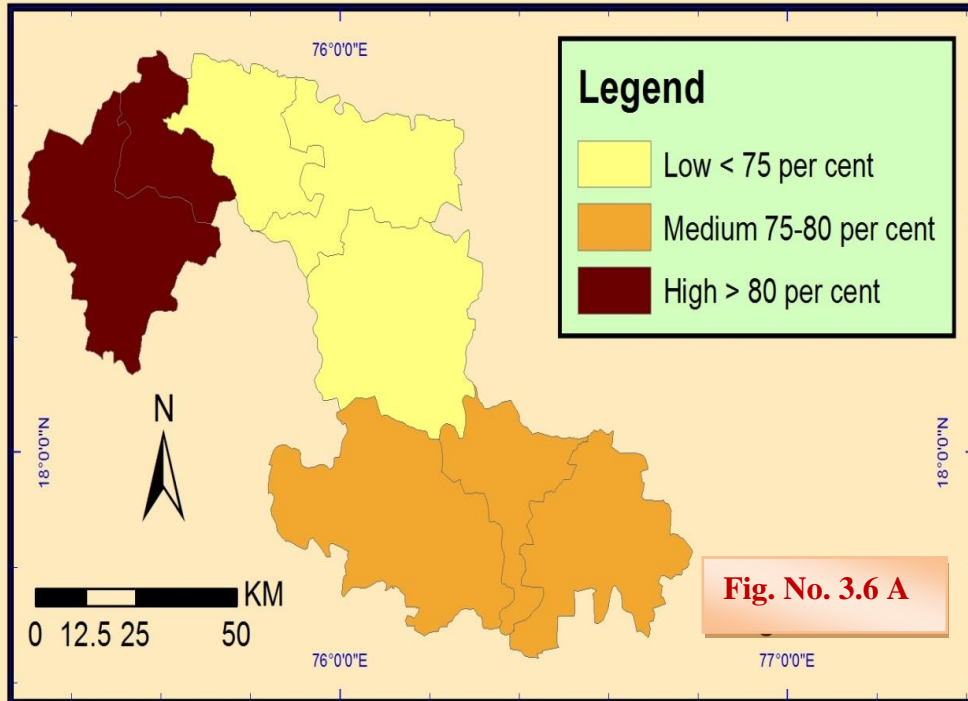 76°0'0"E
Legend
Low < 75 per cent
Medium 75-80 per cent
High > 80 per cent
N
18°0'0"N
18°0'0"N
KM
0 12.5 25 50
Fig. No. 3.6 A
76°0'0"E
77°0'0"E